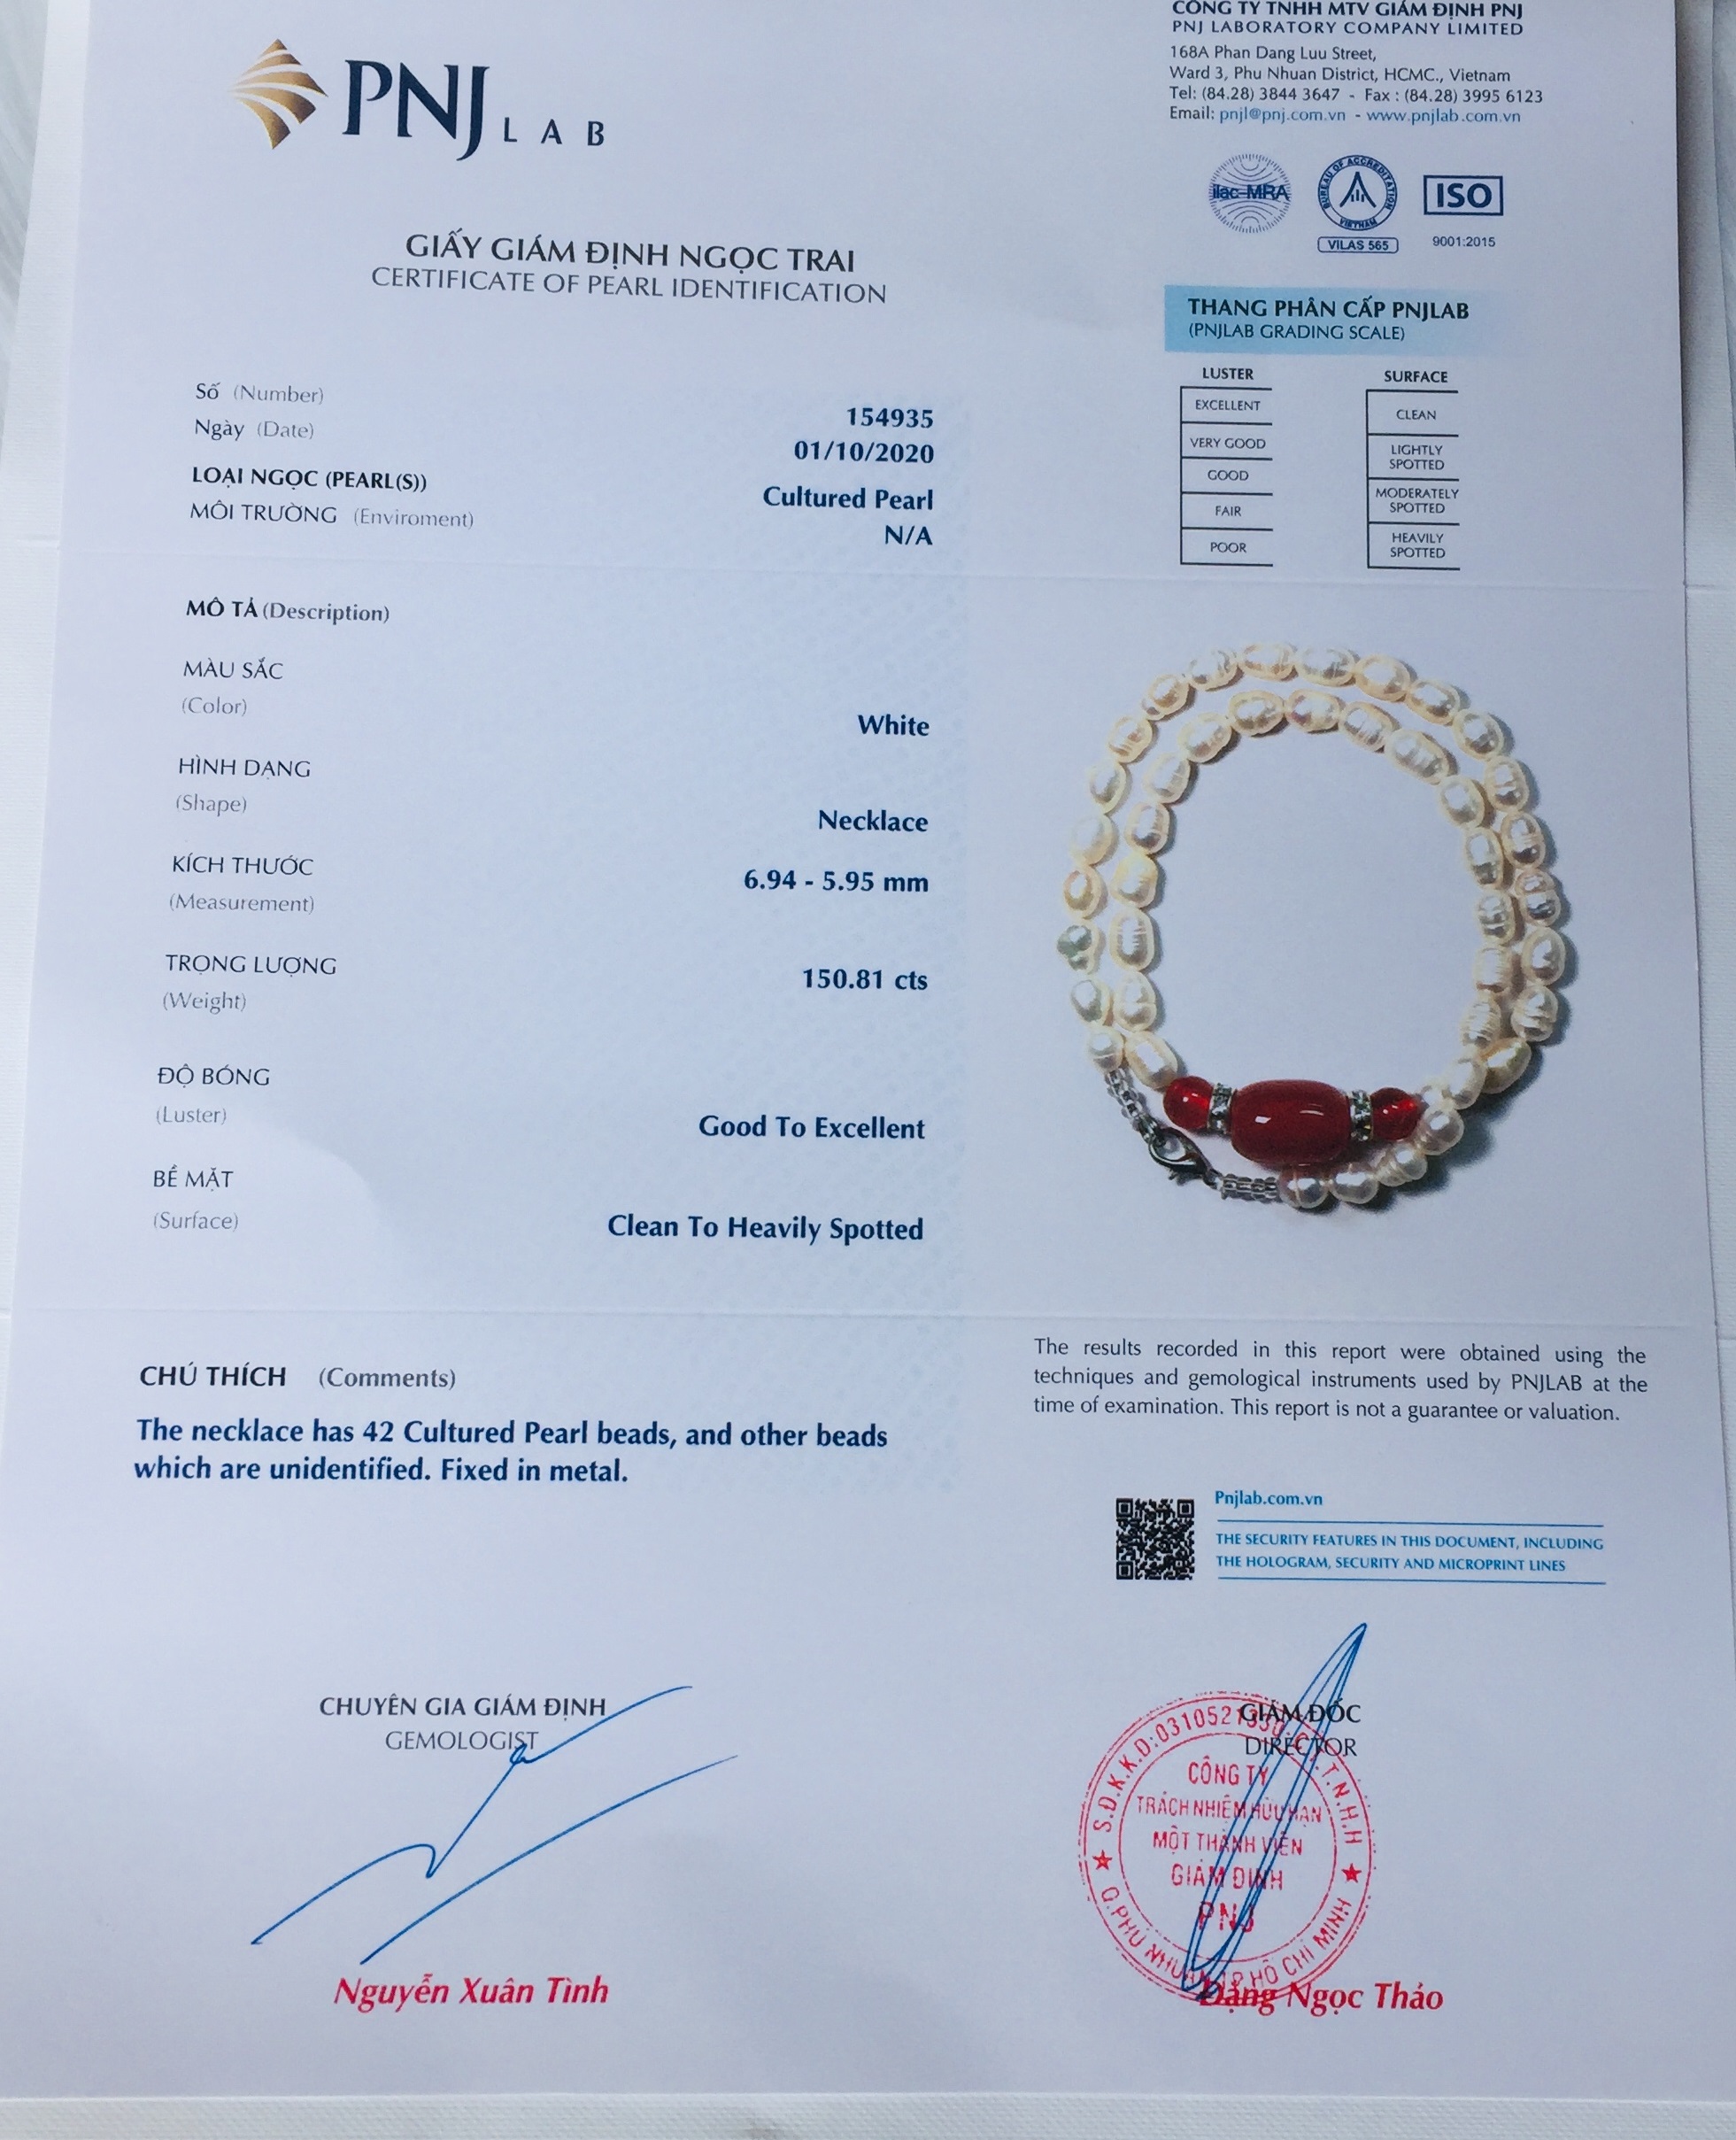 PNJ LAB
CÔNG TY TNHH MTV GIÁM ĐỊNH PNJ
PNJ LABORATORY COMPANY LIMITED
168A Phan Dang Luu Street,
Ward 3, Phu Nhuan District, HCMC., Vietnam
Tel: (84.28) 3844 3647 - Fax : (84.28) 3995 6123
Email: pnjl@pnj.com.vn - www.pnjlab.com.vn
ilac-MRA
BUREAU OF ACCREDITATION
VIETNAM
VILAS 565
ISO
9001:2015
GIẤY GIÁM ĐỊNH NGỌC TRAI
CERTIFICATE OF PEARL IDENTIFICATION
THANG PHÂN CẤP PNJLAB
(PNJLAB GRADING SCALE)
LUSTER
EXCELLENT
VERY GOOD
GOOD
FAIR
POOR
SURFACE
CLEAN
LIGHTLY
SPOTTED
MODERATELY
SPOTTED
HEAVILY
SPOTTED
Số (Number) 154935
Ngày (Date) 01/10/2020
LOẠI NGỌC (PEARL(S)) Cultured Pearl
MÔI TRƯỜNG (Enviroment) N/A
MÔ TẢ (Description)
MÀU SẮC
(Color) White
HÌNH DẠNG
(Shape) Necklace
KÍCH THƯỚC 6.94 - 5.95 mm
(Measurement)
TRỌNG LƯỢNG 150.81 cts
(Weight)
ĐỘ BÓNG
(Luster) Good To Excellent
BỀ MẶT
(Surface) Clean To Heavily Spotted
CHÚ THÍCH (Comments)
The necklace has 42 Cultured Pearl beads, and other beads
which are unidentified. Fixed in metal.
The results recorded in this report were obtained using the
techniques and gemological instruments used by PNJLAB at the
time of examination. This report is not a guarantee or valuation.
Pnjlab.com.vn
THE SECURITY FEATURES IN THIS DOCUMENT, INCLUDING
THE HOLOGRAM, SECURITY AND MICROPRINT LINES
CHUYÊN GIA GIÁM ĐỊNH
GEMOLOGIST
Nguyễn Xuân Tình
GIÁM ĐỐC
DIRECTOR
CÔNG TY
TRÁCH NHIỆM HỮU HẠN
MỘT THÀNH VIÊN
GIÁM ĐỊNH
PNJ
Q.PHÚ NHUẬN TP HỒ CHÍ MINH
Đặng Ngọc Thảo